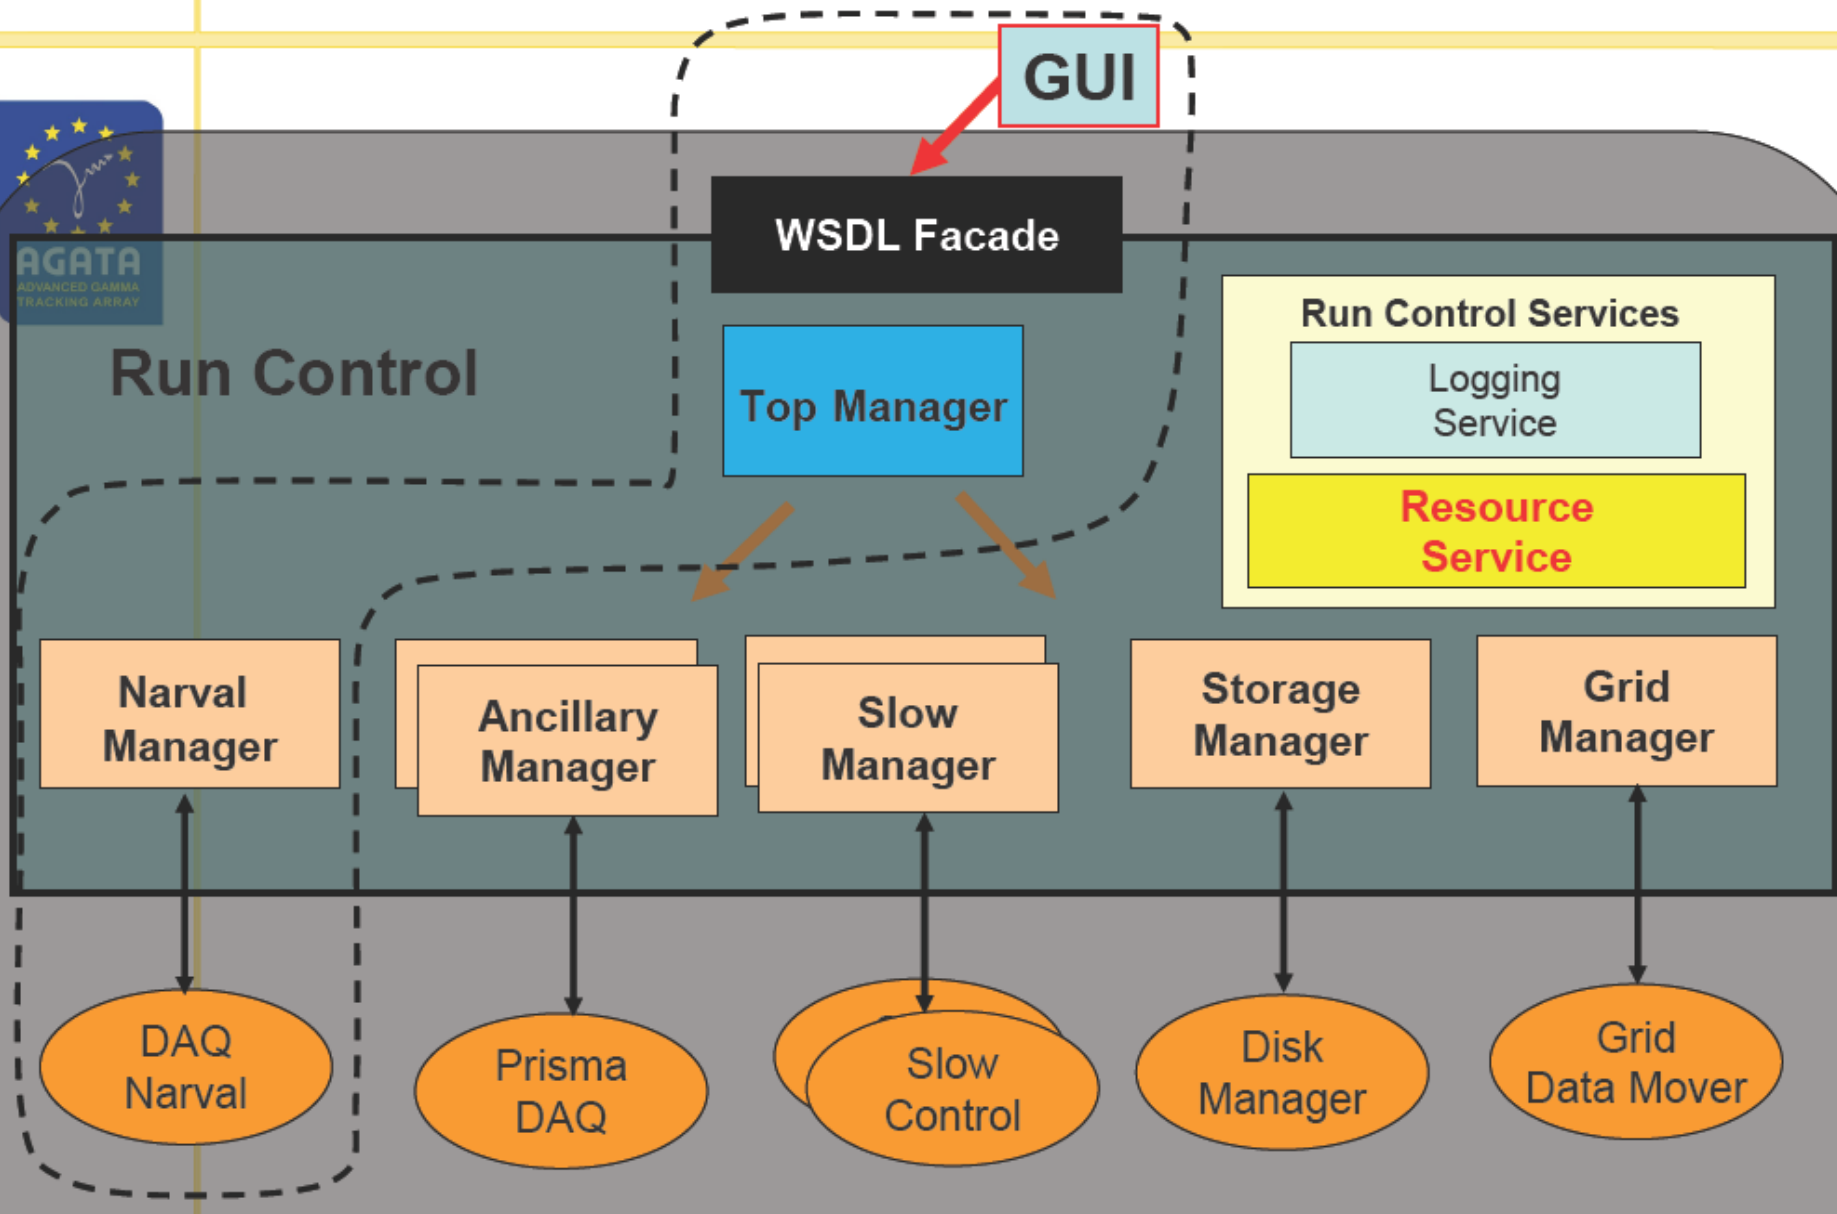 GUI
WSDL Facade
AGATA
ADVANCED GAMMA
TRACKING ARRAY
Run Control
Top Manager
Run Control Services
Logging
Service
Resource
Service
Narval
Manager
Ancillary
Manager
Slow
Manager
Storage
Manager
Grid
Manager
DAQ
Narval
Prisma
DAQ
Slow
Control
Disk
Manager
Grid
Data Mover